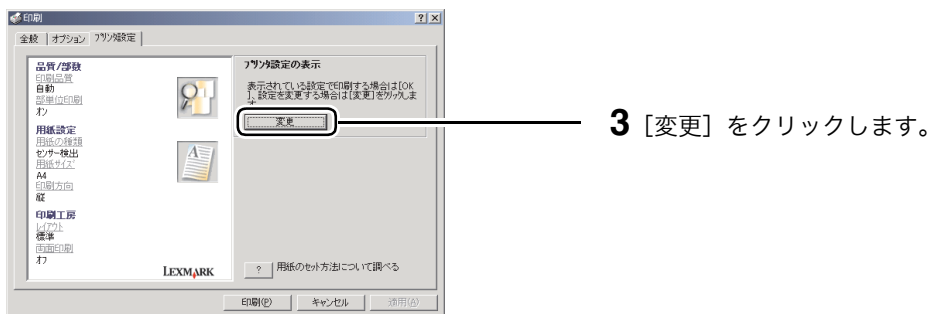 印刷
全般 オプション プリンタ設定
品質/部数
印刷品質
自動
部単位印刷
オン
用紙設定
用紙の種類
センサー検出
用紙サイズ
A4
印刷方向
縦
印刷工房
レイアウト
標準
両面印刷
オフ
LEXMARK
プリンタ設定の表示
表示されている設定で印刷する場合は[OK
]、設定を変更する場合は[変更]をクリックしま
す
変更
? 用紙のセット方法について調べる
印刷(P) キャンセル 適用(A)
3 [変更] をクリックします。